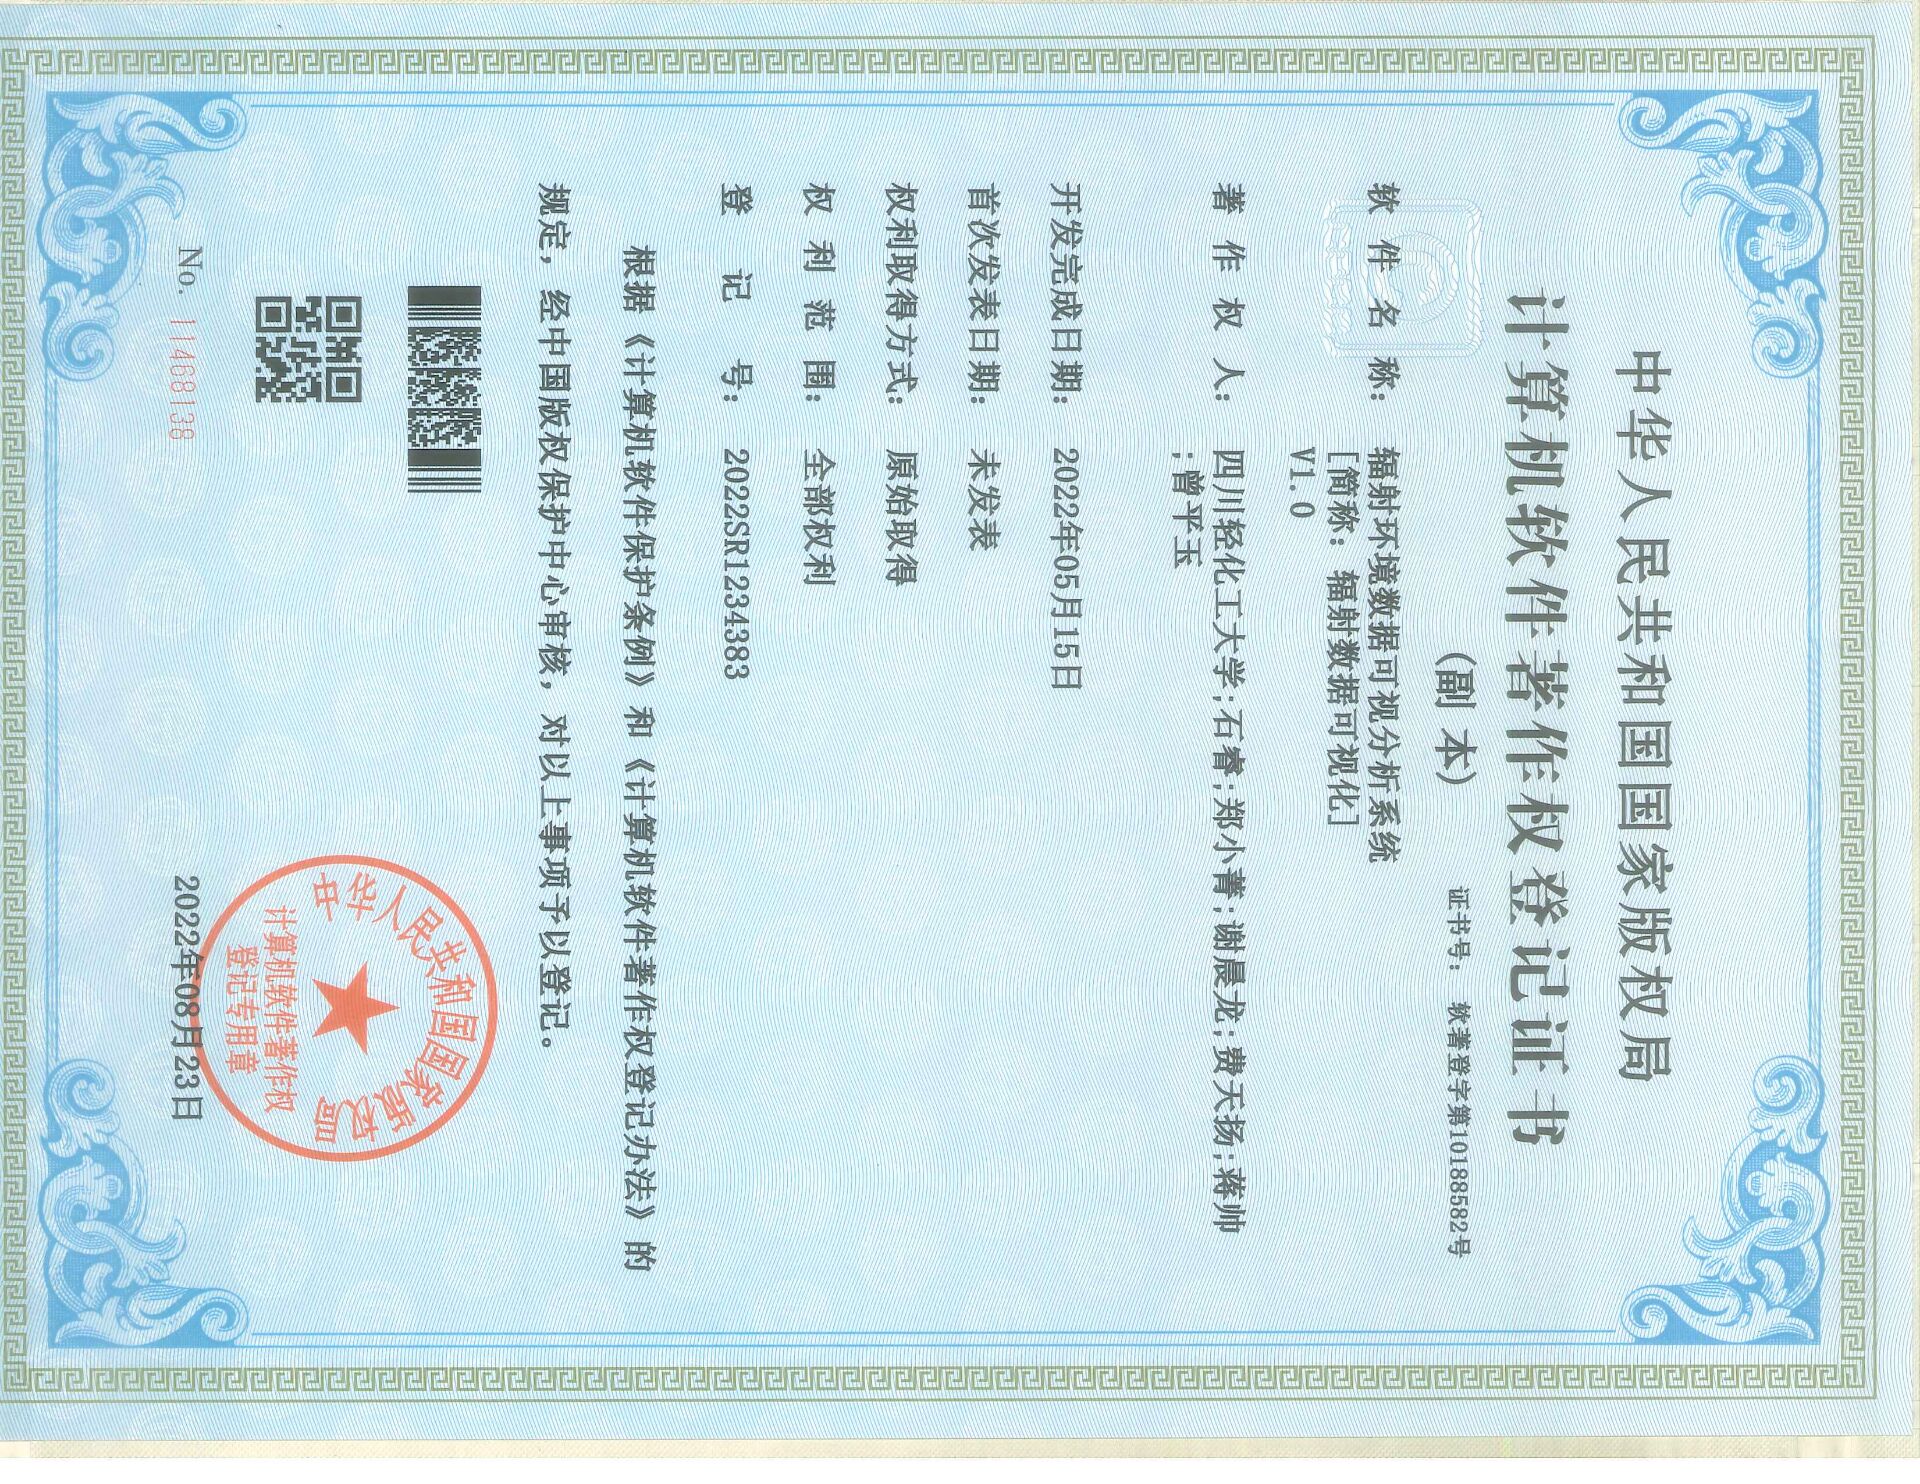 中华人民共和国国家版权局
计算机软件著作权登记证书
(副 本)
证书号： 软著登字第10188582号
软件名称： 辐射环境数据可视分析系统
[简称：辐射数据可视化]
V1.0
著作权人： 四川轻化工大学;石睿;郑小菁;谢晨龙;费天扬;蒋帅
;曾平玉
开发完成日期： 2022年05月15日
首次发表日期： 未发表
权利取得方式： 原始取得
权利范围： 全部权利
登记号： 2022SR1234383
根据《计算机软件保护条例》和《计算机软件著作权登记办法》的
规定，经中国版权保护中心审核，对以上事项予以登记。
中华人民共和国国家版权局
计算机软件著作权
登记专用章
No. 11468138
2022年08月23日